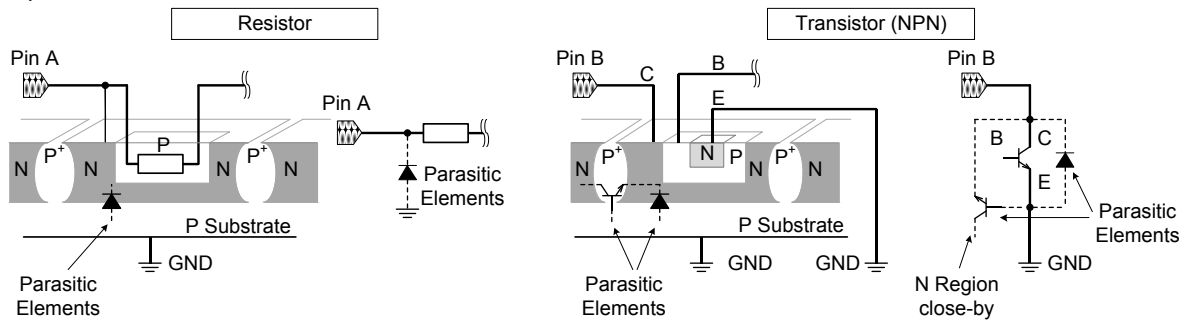 Resistor
Pin A
N
P+
N
P
P+
N
N
P Substrate
GND
Parasitic
Elements
Pin A
Parasitic
Elements
Transistor (NPN)
Pin B
C
B
E
N
P+
N
N
P
P+
N
N
P Substrate
GND
GND
Parasitic
Elements
Pin B
B
C
E
Parasitic
Elements
GND
N Region
close-by